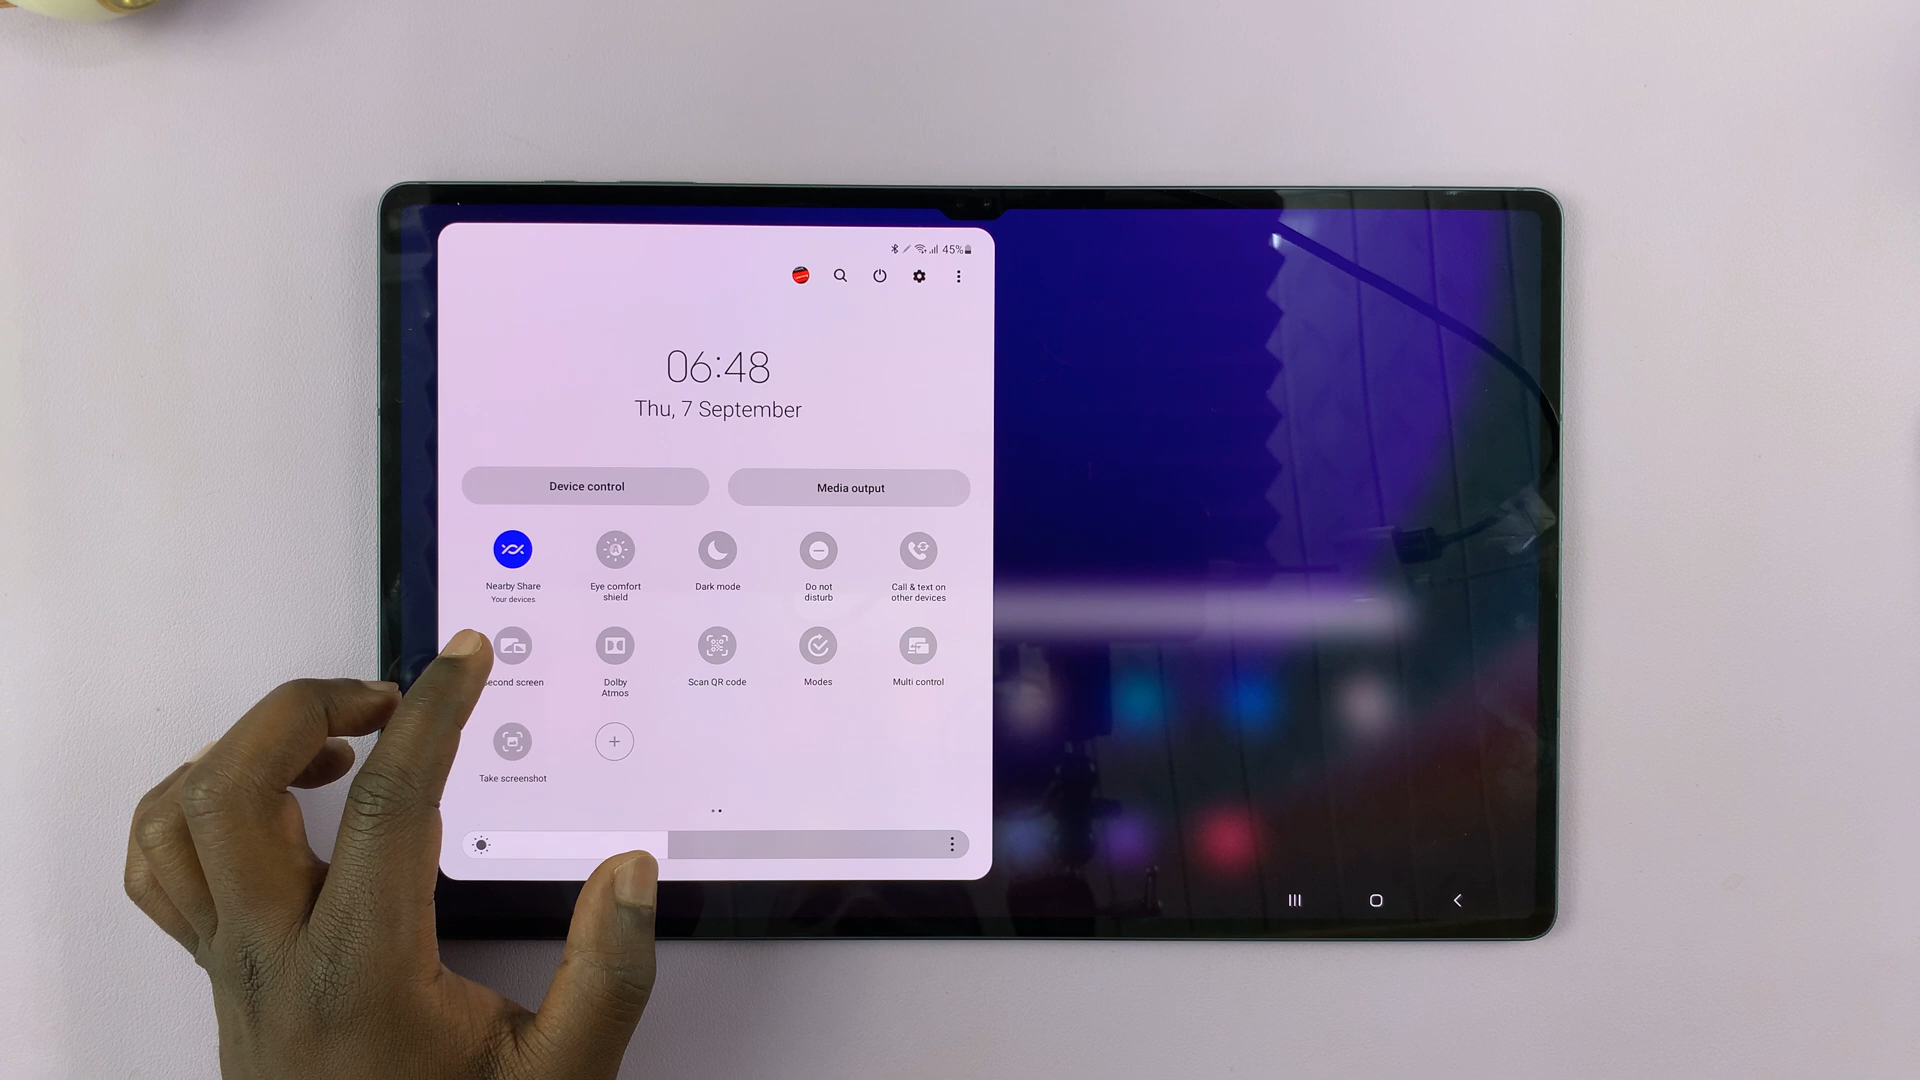 45%
06:48
Thu, 7 September
Device control
Media output
Nearby Share
Your devices
Eye comfort
shield
Dark mode
Do not
disturb
Call & text on
other devices
econd screen
Dolby
Atmos
Scan QR code
Modes
Multi control
Take screenshot